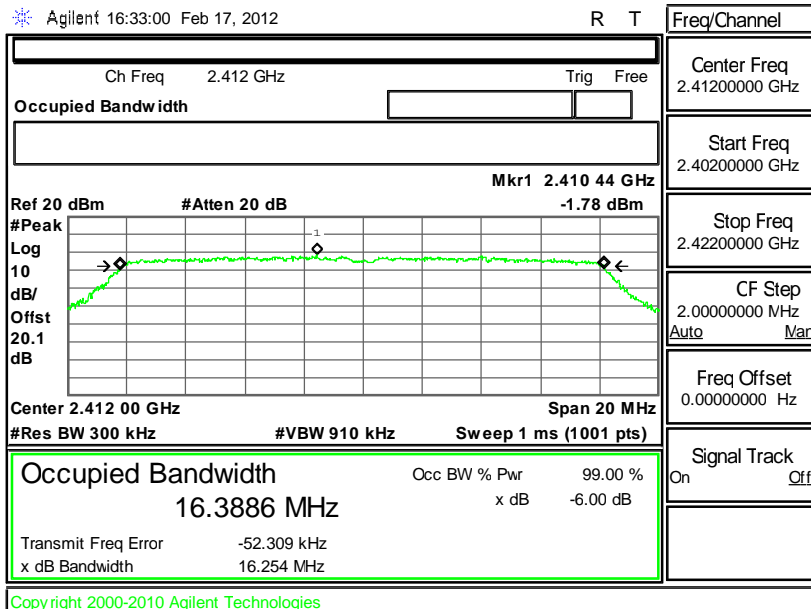 Agilent 16:33:00 Feb 17, 2012 R T
Ch Freq 2.412 GHz Trig Free
Occupied Bandwidth
Mkr1 2.410 44 GHz
Ref 20 dBm #Atten 20 dB -1.78 dBm
#Peak
Log
10
dB/
Offst
20.1
dB
1
Center 2.412 00 GHz Span 20 MHz
#Res BW 300 kHz #VBW 910 kHz Sweep 1 ms (1001 pts)
Occupied Bandwidth Occ BW % Pwr 99.00 %
16.3886 MHz x dB -6.00 dB
Transmit Freq Error -52.309 kHz
x dB Bandwidth 16.254 MHz
Copyright 2000-2010 Agilent Technologies
Freq/Channel
Center Freq
2.41200000 GHz
Start Freq
2.40200000 GHz
Stop Freq
2.42200000 GHz
CF Step
2.00000000 MHz
Auto Man
Freq Offset
0.00000000 Hz
Signal Track
On Off